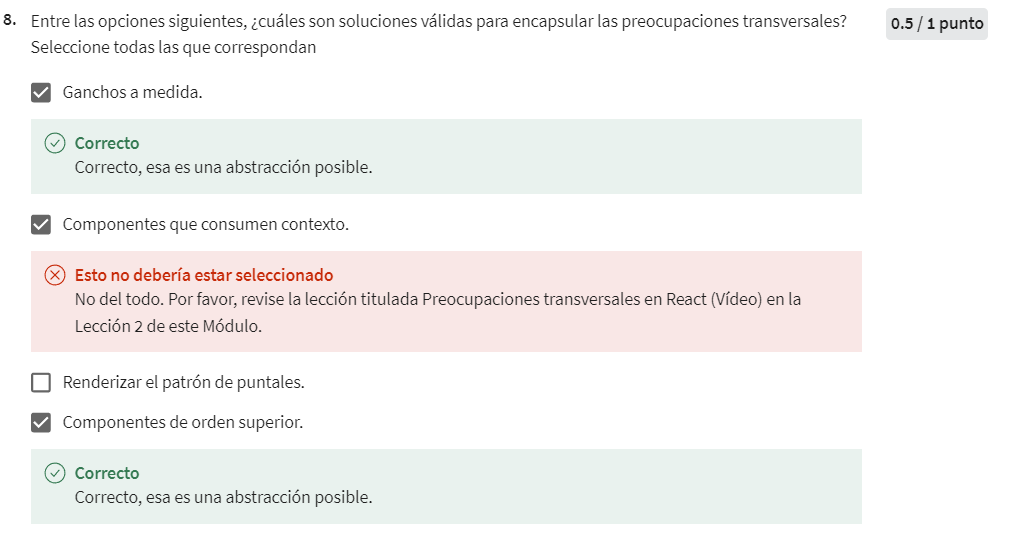 8. Entre las opciones siguientes, ¿cuáles son soluciones válidas para encapsular las preocupaciones transversales? 0.5 / 1 punto
Seleccione todas las que correspondan
Ganchos a medida.
Correcto
Correcto, esa es una abstracción posible.
Componentes que consumen contexto.
Esto no debería estar seleccionado
No del todo. Por favor, revise la lección titulada Preocupaciones transversales en React (Vídeo) en la
Lección 2 de este Módulo.
Renderizar el patrón de puntales.
Componentes de orden superior.
Correcto
Correcto, esa es una abstracción posible.